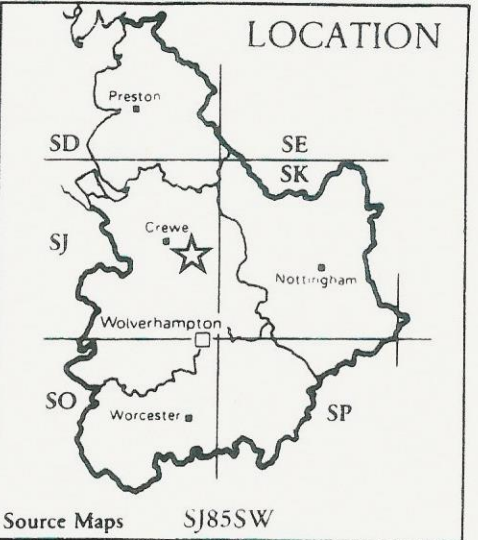 LOCATION
Preston
SD
SE
SK
SJ
Crewe
Nottingham
Wolverhampton
SO
Worcester
SP
Source Maps SJ85SW